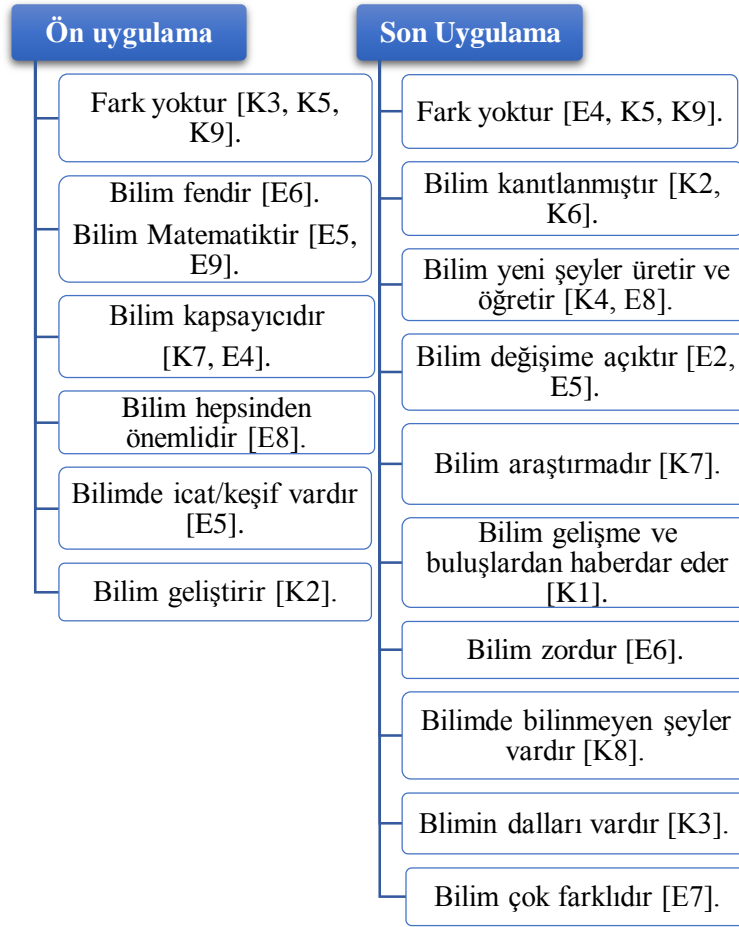 Ön uygulama
Fark yoktur [K3, K5,
K9].
Bilim fendir [E6].
Bilim Matematiktir [E5,
E9].
Bilim kapsayıcıdır
[K7, E4].
Bilim hepsinden
önemlidir [E8].
Bilimde icat/keşif vardır
[E5].
Bilim geliştirir [K2].
Son Uygulama
Fark yoktur [E4, K5, K9].
Bilim kanıtlanmıştır [K2,
K6].
Bilim yeni şeyler üretir ve
öğretir [K4, E8].
Bilim değişime açıktır [E2,
E5].
Bilim araştırmadır [K7].
Bilim gelişme ve
buluşlardan haberdar eder
[K1].
Bilim zordur [E6].
Bilimde bilinmeyen şeyler
vardır [K8].
Blimin dalları vardır [K3].
Bilim çok farklıdır [E7].